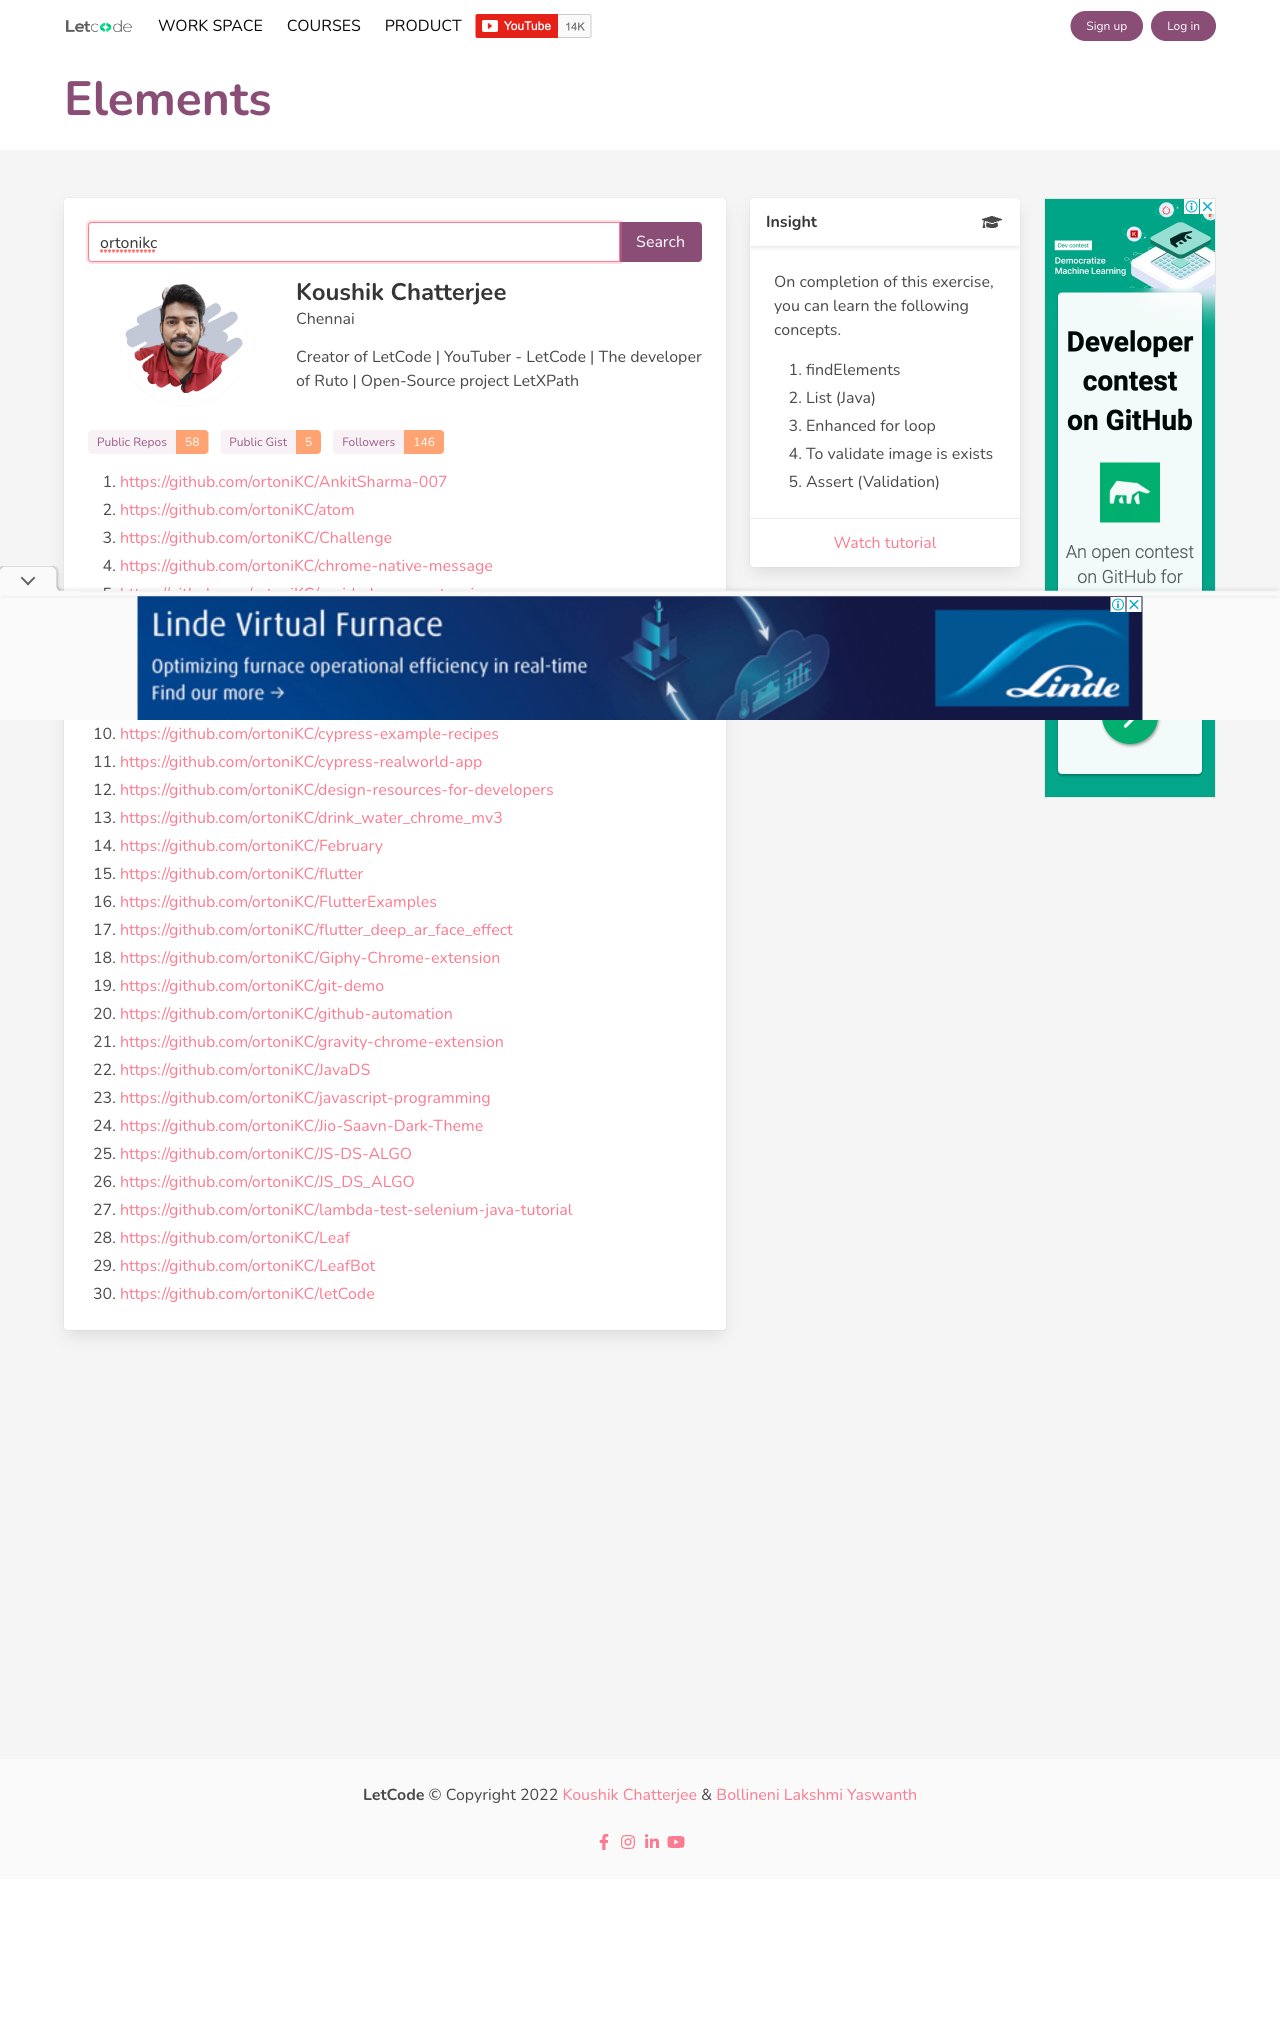 Letcode WORK SPACE COURSES PRODUCT YouTube 14K Sign up Log in
Elements
ortonikc Search
Koushik Chatterjee
Chennai
Creator of LetCode | YouTuber - LetCode | The developer
of Ruto | Open-Source project LetXPath
Public Repos 58 Public Gist 5 Followers 146
1. https://github.com/ortoniKC/AnkitSharma-007
2. https://github.com/ortoniKC/atom
3. https://github.com/ortoniKC/Challenge
4. https://github.com/ortoniKC/chrome-native-message
10. https://github.com/ortoniKC/cypress-example-recipes
11. https://github.com/ortoniKC/cypress-realworld-app
12. https://github.com/ortoniKC/design-resources-for-developers
13. https://github.com/ortoniKC/drink_water_chrome_mv3
14. https://github.com/ortoniKC/February
15. https://github.com/ortoniKC/flutter
16. https://github.com/ortoniKC/FlutterExamples
17. https://github.com/ortoniKC/flutter_deep_ar_face_effect
18. https://github.com/ortoniKC/Giphy-Chrome-extension
19. https://github.com/ortoniKC/git-demo
20. https://github.com/ortoniKC/github-automation
21. https://github.com/ortoniKC/gravity-chrome-extension
22. https://github.com/ortoniKC/JavaDS
23. https://github.com/ortoniKC/javascript-programming
24. https://github.com/ortoniKC/Jio-Saavn-Dark-Theme
25. https://github.com/ortoniKC/JS-DS-ALGO
26. https://github.com/ortoniKC/JS_DS_ALGO
27. https://github.com/ortoniKC/lambda-test-selenium-java-tutorial
28. https://github.com/ortoniKC/Leaf
29. https://github.com/ortoniKC/LeafBot
30. https://github.com/ortoniKC/letCode
Insight
On completion of this exercise,
you can learn the following
concepts.
1. findElements
2. List (Java)
3. Enhanced for loop
4. To validate image is exists
5. Assert (Validation)
Watch tutorial
Dev contest
Democratize
Machine Learning
Developer
contest
on GitHub
An open contest
on GitHub for
Linde Virtual Furnace
Optimizing furnace operational efficiency in real-time
Find our more →
Linde
LetCode © Copyright 2022 Koushik Chatterjee & Bollineni Lakshmi Yaswanth